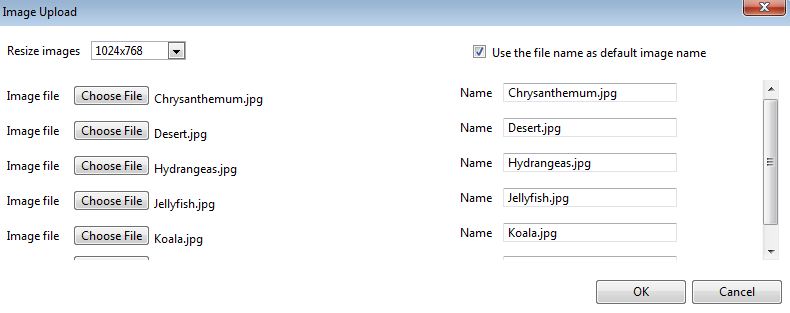 Image Upload
Resize images 1024x768 Use the file name as default image name
Image file Choose File Chrysanthemum.jpg Name Chrysanthemum.jpg
Image file Choose File Desert.jpg Name Desert.jpg
Image file Choose File Hydrangeas.jpg Name Hydrangeas.jpg
Image file Choose File Jellyfish.jpg Name Jellyfish.jpg
Image file Choose File Koala.jpg Name Koala.jpg
OK Cancel